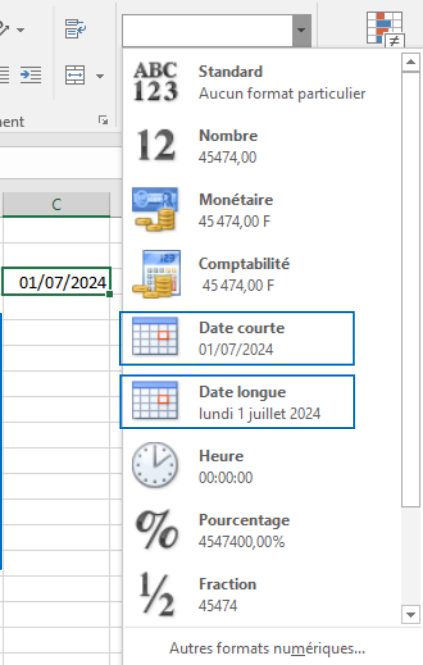 ent
C
01/07/2024
ABC
123
Standard
Aucun format particulier
12
Nombre
45474,00
Monétaire
45 474,00 F
123
Comptabilité
45 474,00 F
Date courte
01/07/2024
Date longue
lundi 1 juillet 2024
Heure
00:00:00
%
Pourcentage
4547400,00%
1/2
Fraction
45474
Autres formats numériques...